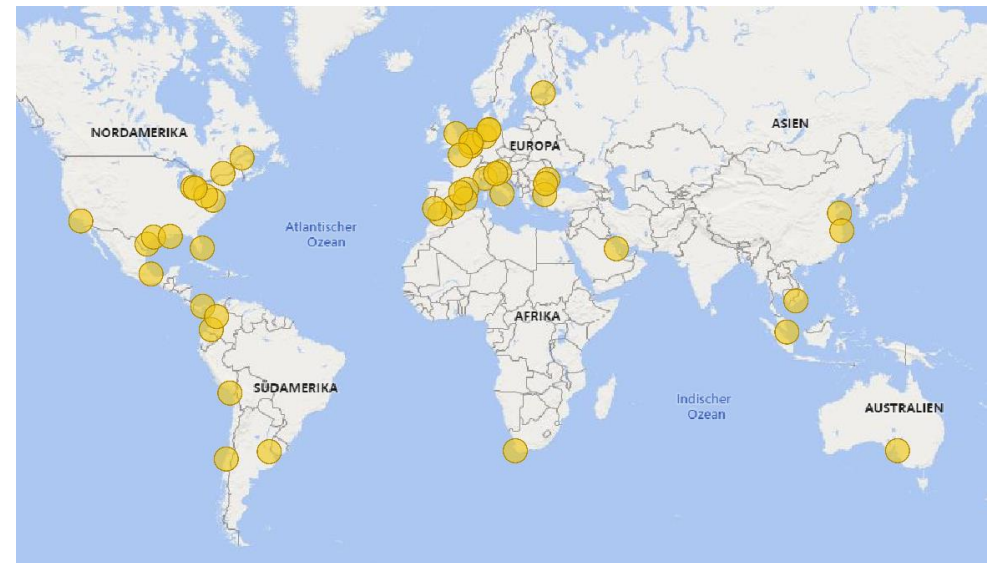 NORDAMERIKA
ASIEN
EUROPA
Atlantischer
Ozean
AFRIKA
SÜDAMERIKA
Indischer
Ozean
AUSTRALIEN